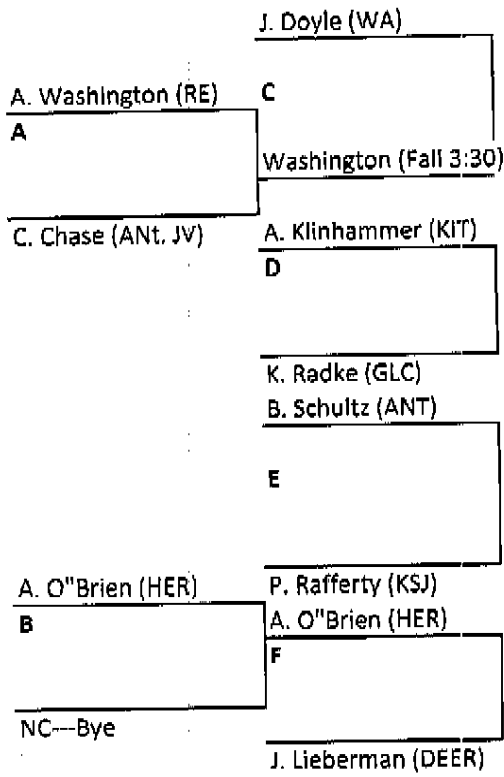 J. Doyle (WA)
A. Washington (RE)
C
A
Washington (Fall 3:30)
C. Chase (ANt. JV)
A. Klinhammer (KIT)
D
K. Radke (GLC)
B. Schultz (ANT)
E
A. O"Brien (HER)
P. Rafferty (KSJ)
B
A. O"Brien (HER)
F
NC---Bye
J. Lieberman (DEER)